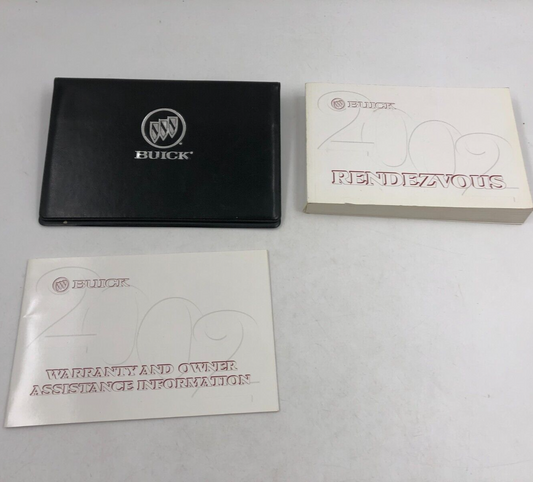 BUICK
BUICK
2002
RENDEZVOUS
BUICK
2002
WARRANTY AND OWNER
ASSISTANCE INFORMATION